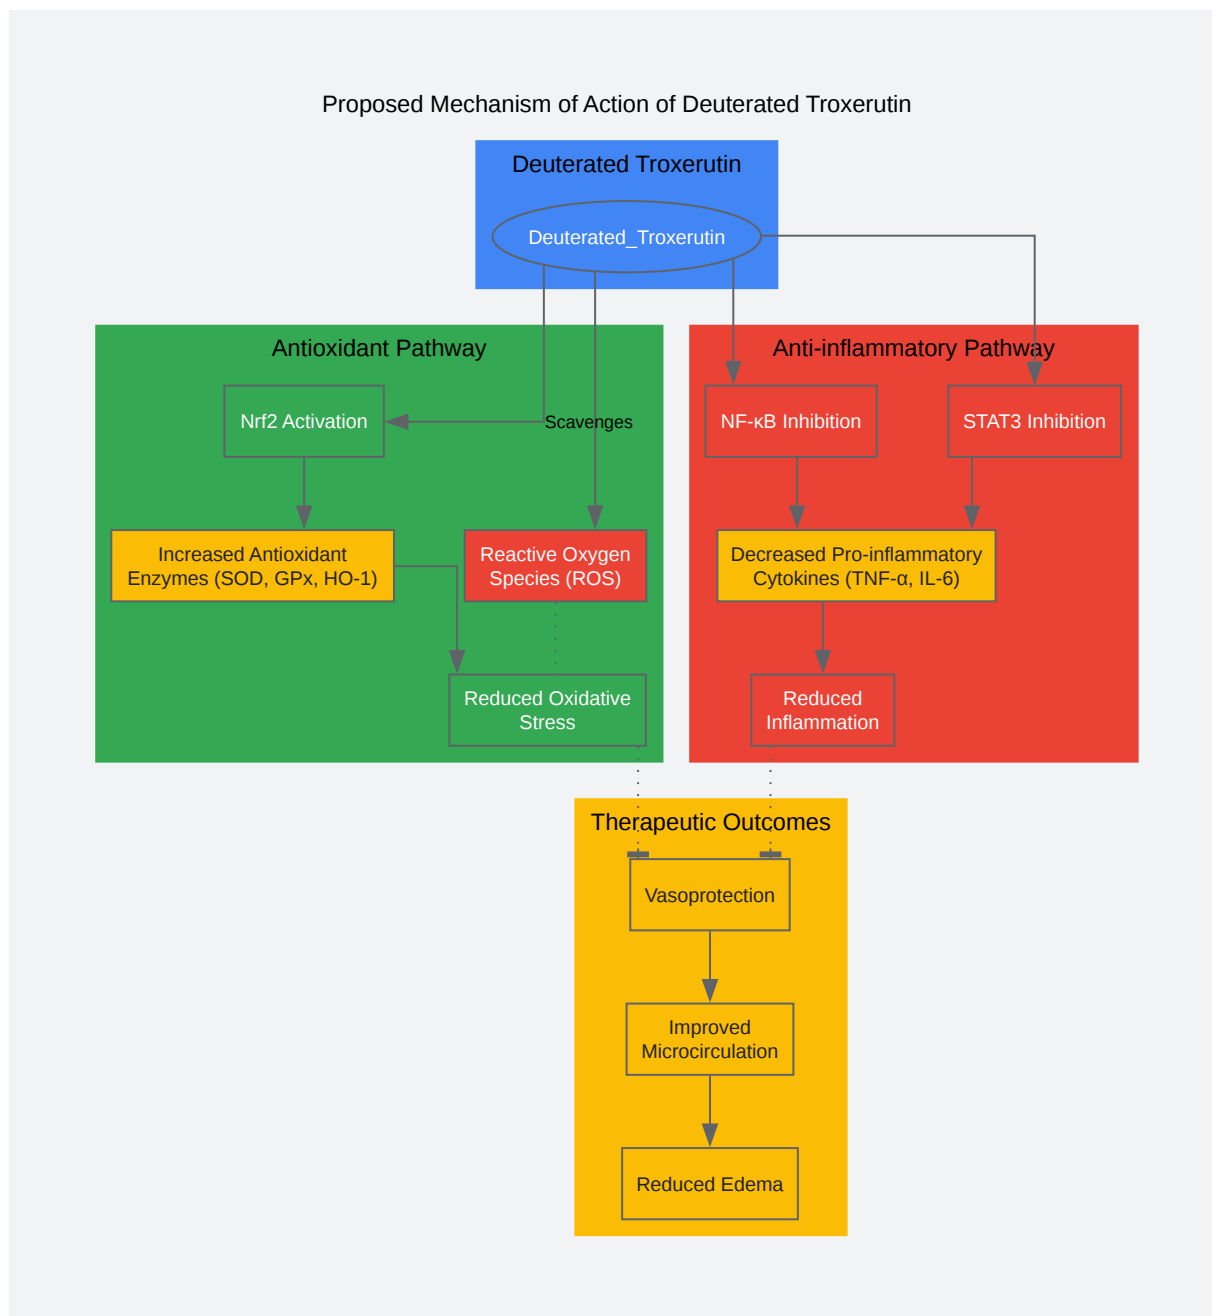 Proposed Mechanism of Action of Deuterated Troxerutin
Deuterated Troxerutin
Deuterated_Troxerutin
Antioxidant Pathway
Nrf2 Activation
Scavenges
Increased Antioxidant
Enzymes (SOD, GPx, HO-1)
Reactive Oxygen
Species (ROS)
Reduced Oxidative
Stress
Anti-inflammatory Pathway
NF-κB Inhibition
STAT3 Inhibition
Decreased Pro-inflammatory
Cytokines (TNF-α, IL-6)
Reduced
Inflammation
Therapeutic Outcomes
Vasoprotection
Improved
Microcirculation
Reduced Edema